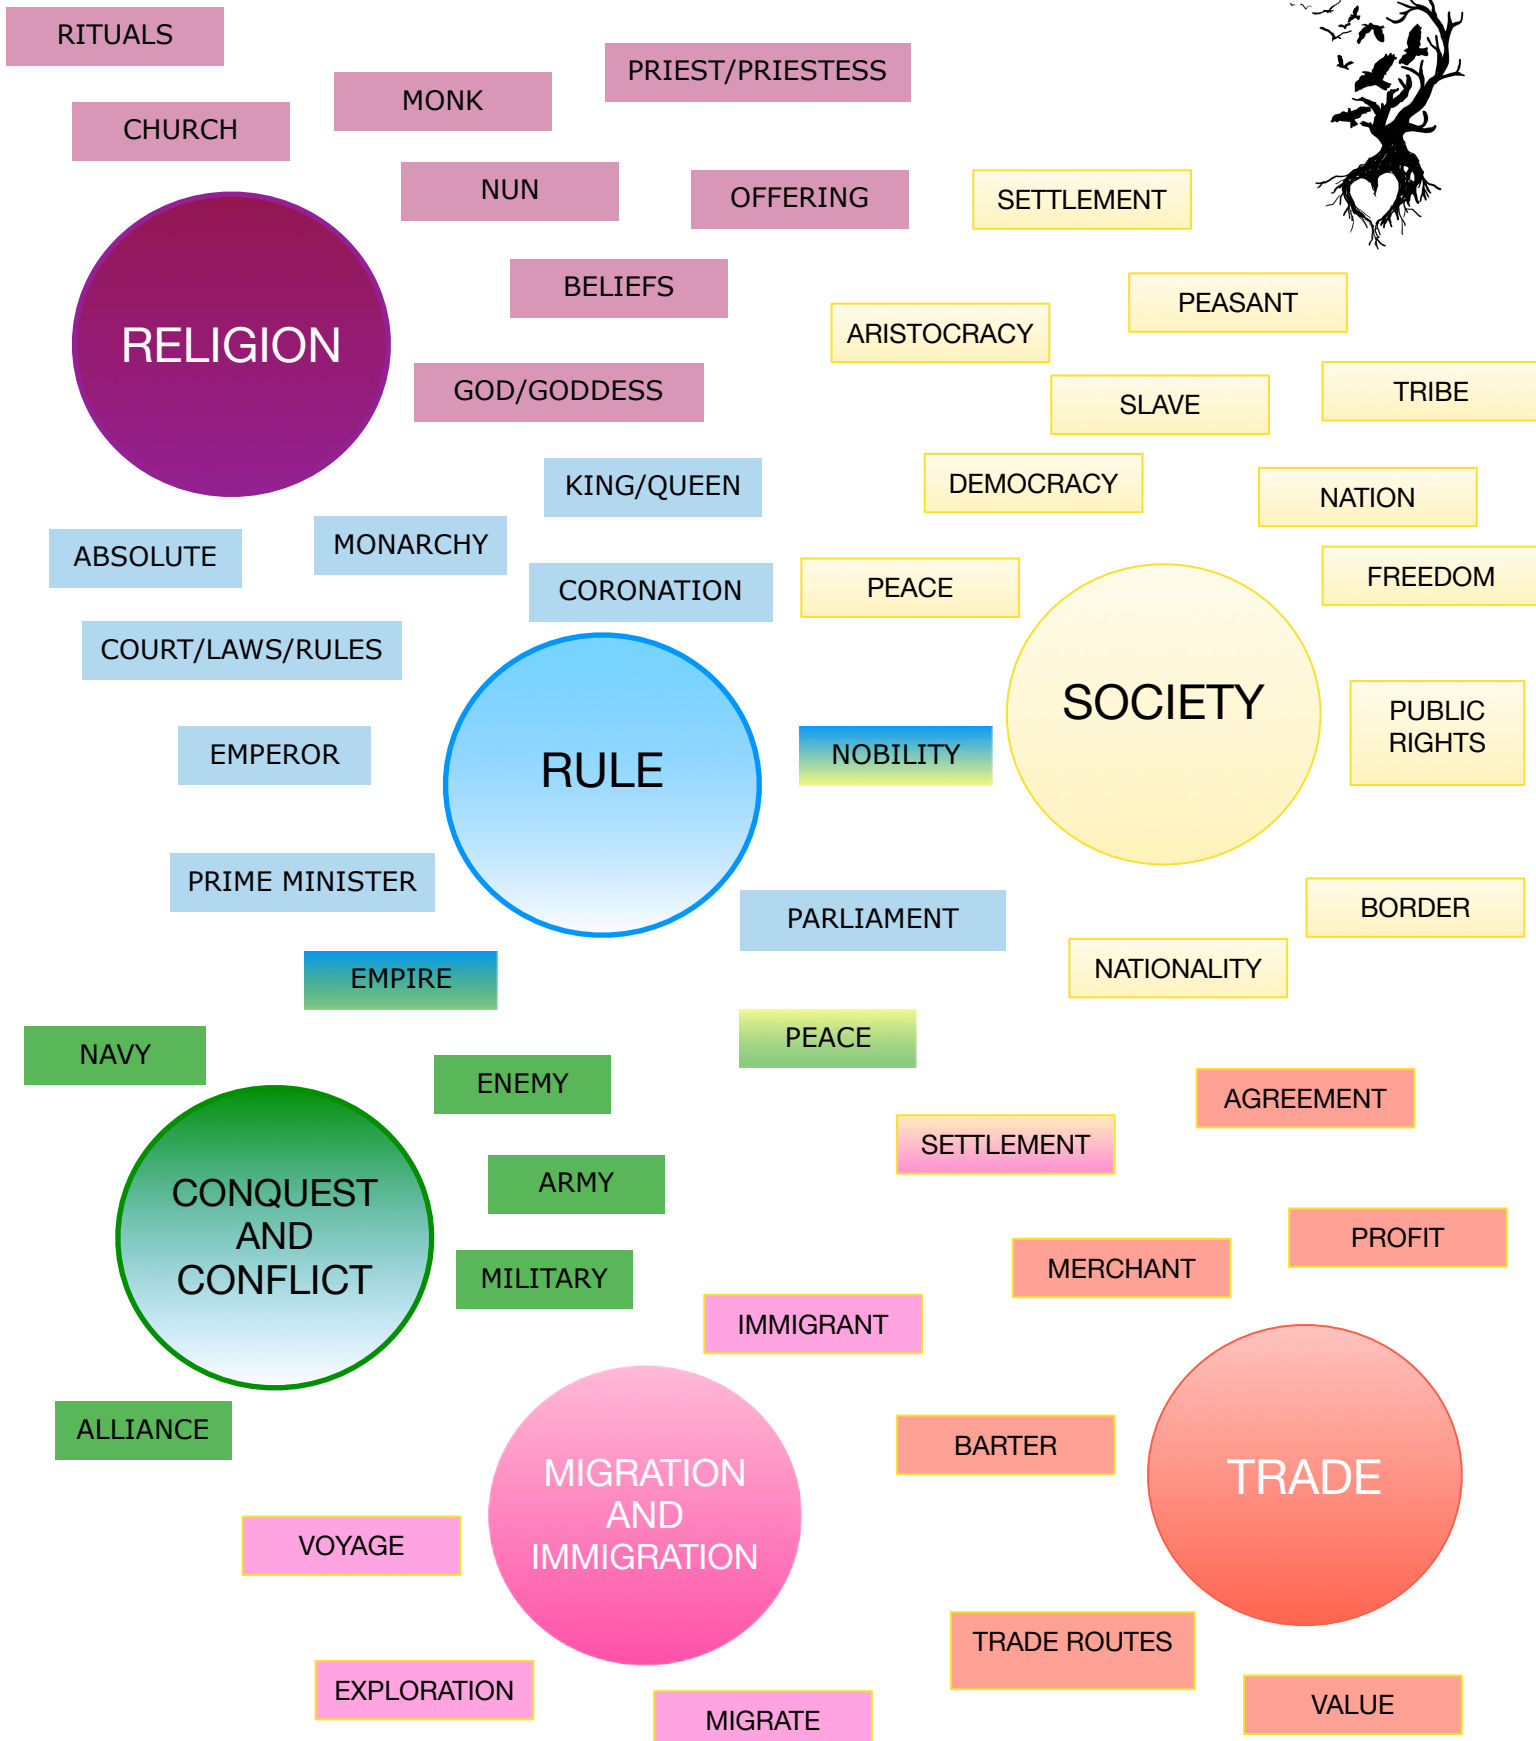 RITUALS
MONK
PRIEST/PRIESTESS
CHURCH
NUN
OFFERING
SETTLEMENT
BELIEFS
PEASANT
ARISTOCRACY
RELIGION
GOD/GODDESS
SLAVE
TRIBE
KING/QUEEN
DEMOCRACY
NATION
ABSOLUTE
MONARCHY
CORONATION
PEACE
FREEDOM
COURT/LAWS/RULES
SOCIETY
PUBLIC
RIGHTS
EMPEROR
RULE
NOBILITY
PRIME MINISTER
PARLIAMENT
BORDER
EMPIRE
NATIONALITY
NAVY
PEACE
ENEMY
AGREEMENT
SETTLEMENT
ARMY
CONQUEST
AND
CONFLICT
MILITARY
MERCHANT
PROFIT
IMMIGRANT
ALLIANCE
BARTER
TRADE
MIGRATION
AND
IMMIGRATION
VOYAGE
TRADE ROUTES
EXPLORATION
MIGRATE
VALUE